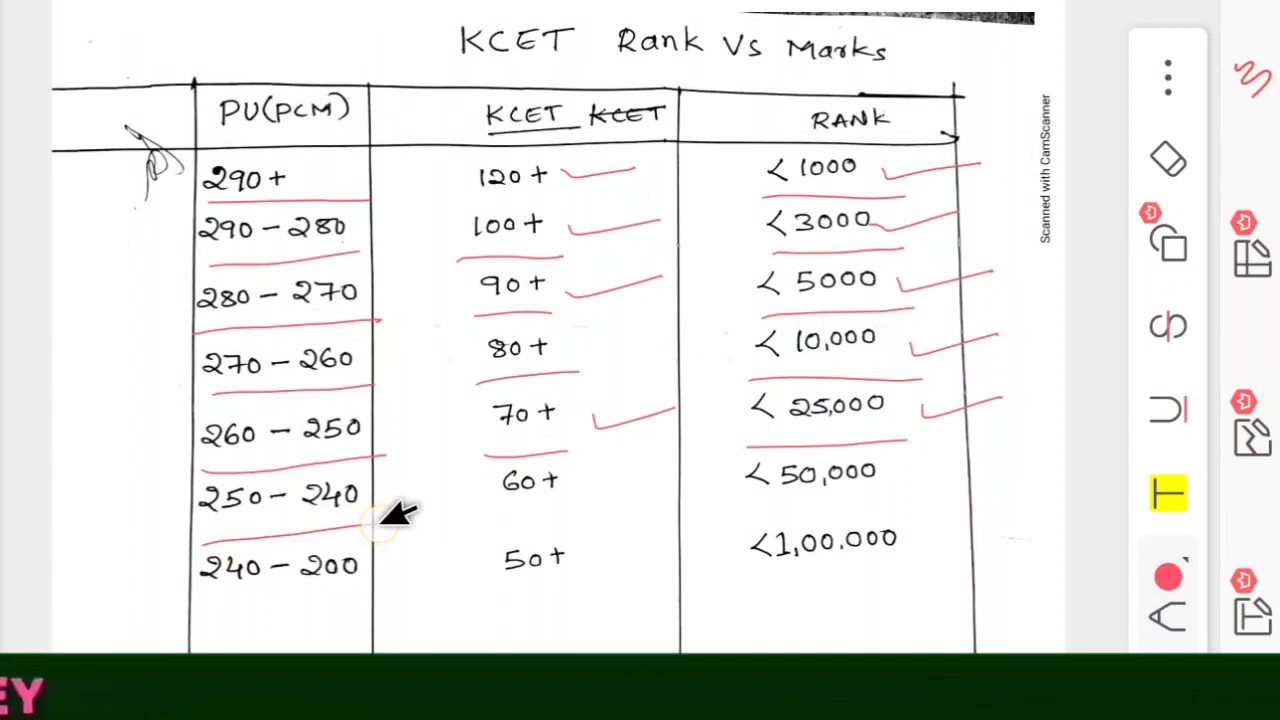 KCET Rank Vs Marks
PU(PCM) KCET KCET RANK
290+ 120+ < 1000
290 - 280 100+ < 3000
280 - 270 90+ < 5000
270 - 260 80+ < 10,000
260 - 250 70+ < 25,000
250 - 240 60+ < 50,000
240 - 200 50+ < 1,00.000
Scanned with CamScanner
EY